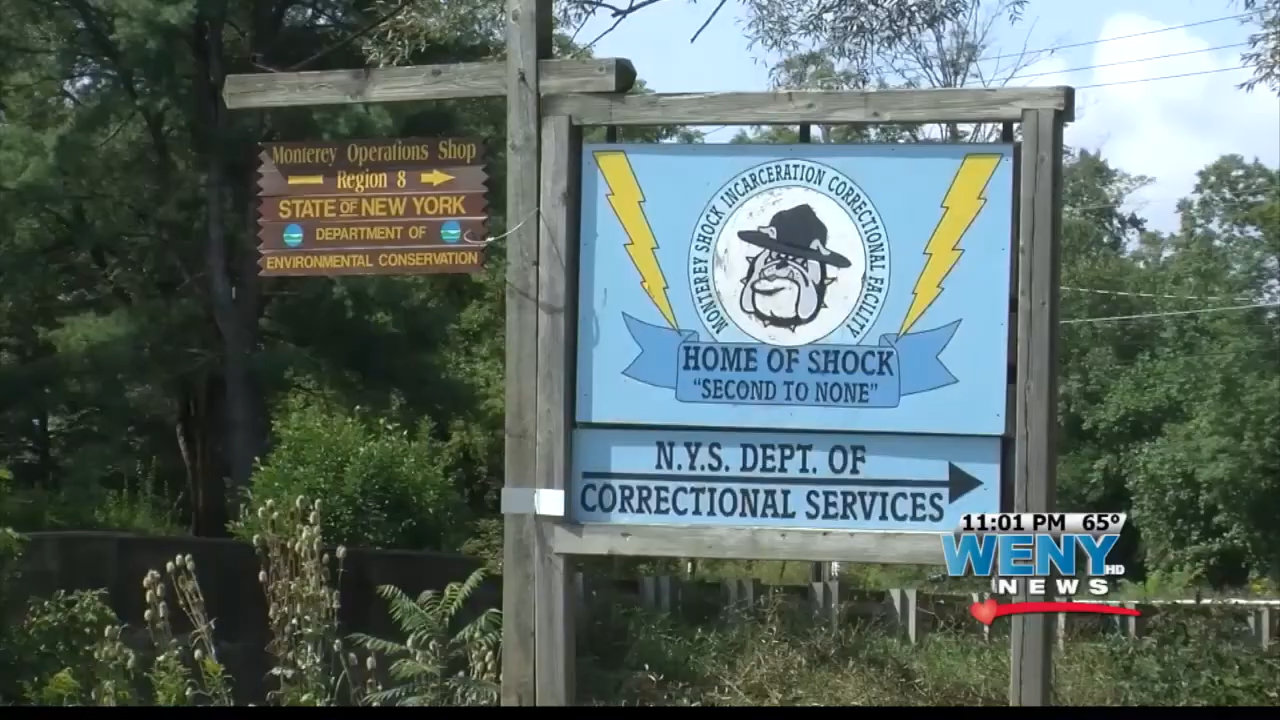 Monterey Operations Shop
Region 8
STATE OF NEW YORK
DEPARTMENT OF
ENVIRONMENTAL CONSERVATION
MONTEREY SHOCK INCARCERATION CORRECTIONAL FACILITY
HOME OF SHOCK
“SECOND TO NONE”
N.Y.S. DEPT. OF
CORRECTIONAL SERVICES
11:01 PM 65°
WENY HD
NEWS